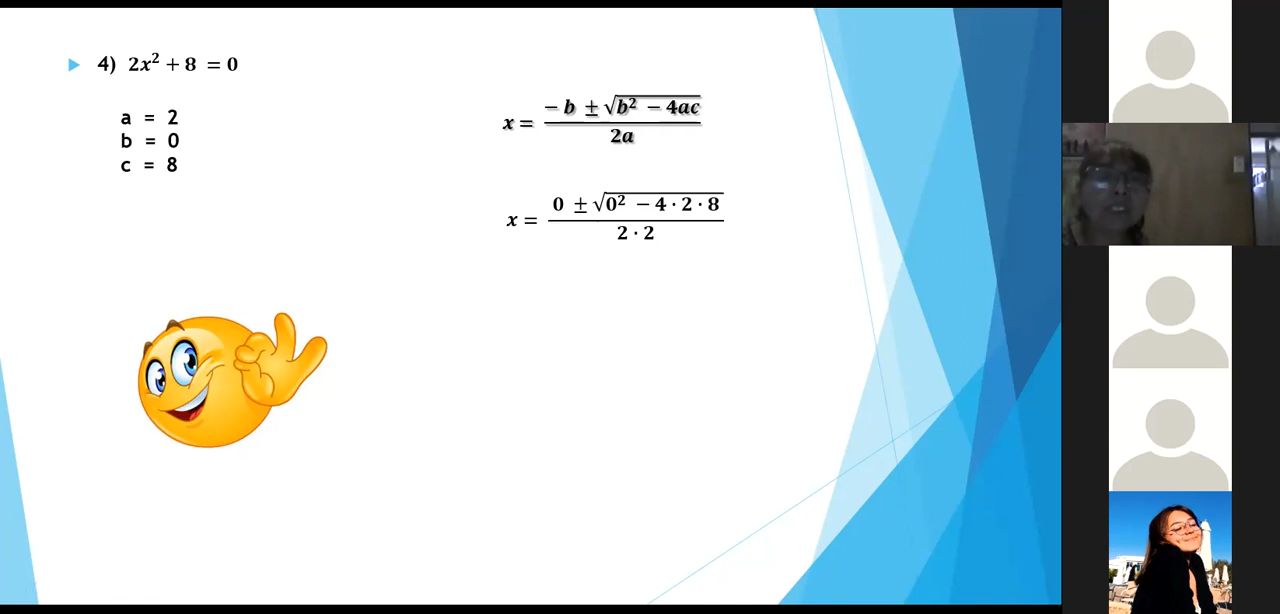 4) 2x² + 8 = 0
a = 2
b = 0
c = 8
x = (−b ± √(b² − 4ac)) / 2a
x = (0 ± √(0² − 4 · 2 · 8)) / 2 · 2